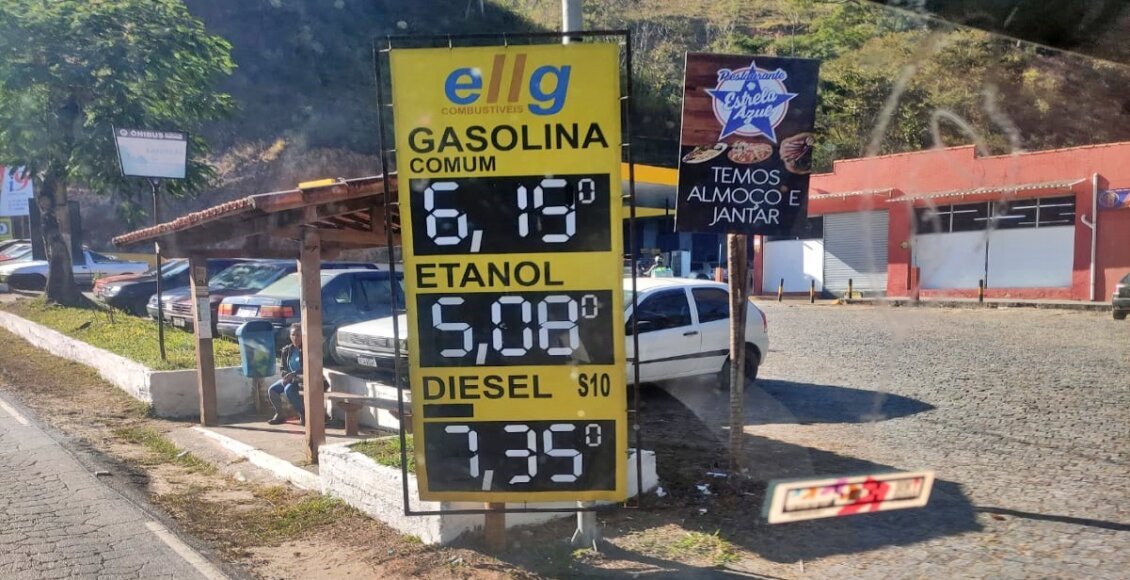 ellg
COMBUSTÍVEIS
GASOLINA
COMUM
6,15⁰
ETANOL
5,08⁰
DIESEL S10
7,35⁰
Restaurante
Estrela
Azul
TEMOS
ALMOÇO E
JANTAR
ÔNIBUS